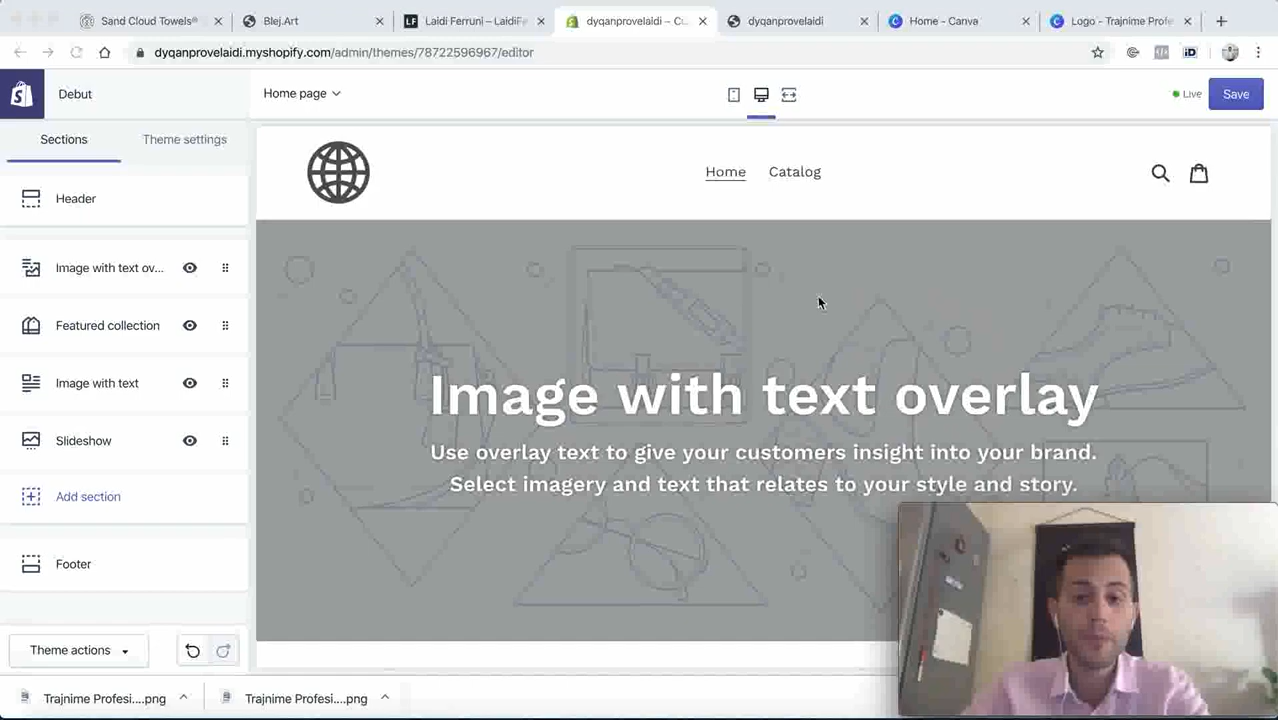 Sand Cloud Towels®
Blej.Art
LF Laidi Ferruni – LaidiFe
dyqanprovelaidi – Cu
dyqanprovelaidi
Home - Canva
Logo - Trajnime Profe
dyqanprovelaidi.myshopify.com/admin/themes/78722596967/editor
iD
Debut
Home page
Live
Save
Sections
Theme settings
Header
Home
Catalog
Image with text ov...
Featured collection
Image with text
Slideshow
Add section
Footer
Image with text overlay
Use overlay text to give your customers insight into your brand.
Select imagery and text that relates to your style and story.
Theme actions
Trajnime Profesi....png
Trajnime Profesi....png